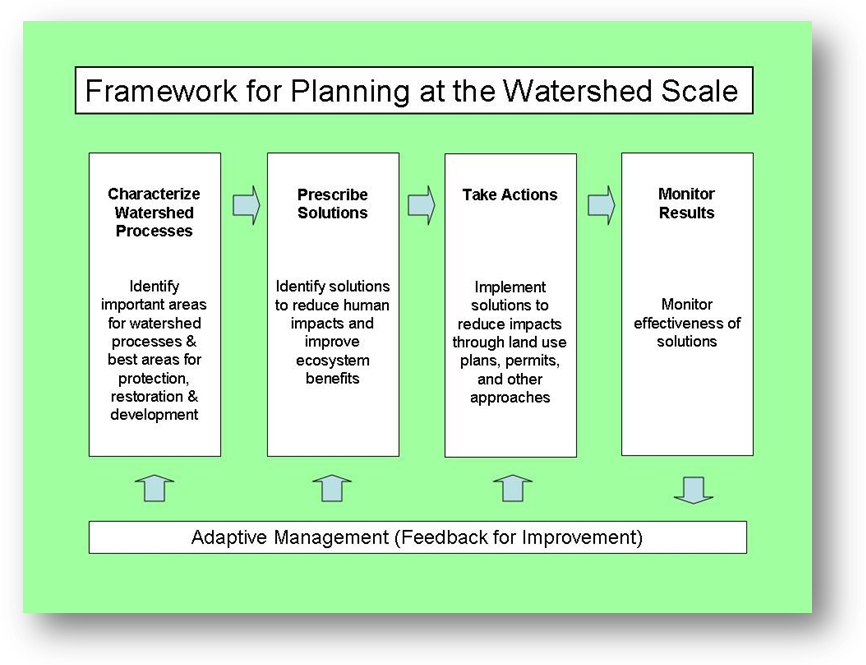 Framework for Planning at the Watershed Scale
Characterize
Watershed
Processes
Identify
important areas
for watershed
processes &
best areas for
protection,
restoration &
development
Prescribe
Solutions
Identify solutions
to reduce human
impacts and
improve
ecosystem
benefits
Take Actions
Implement
solutions to
reduce impacts
through land use
plans, permits,
and other
approaches
Monitor
Results
Monitor
effectiveness of
solutions
Adaptive Management (Feedback for Improvement)